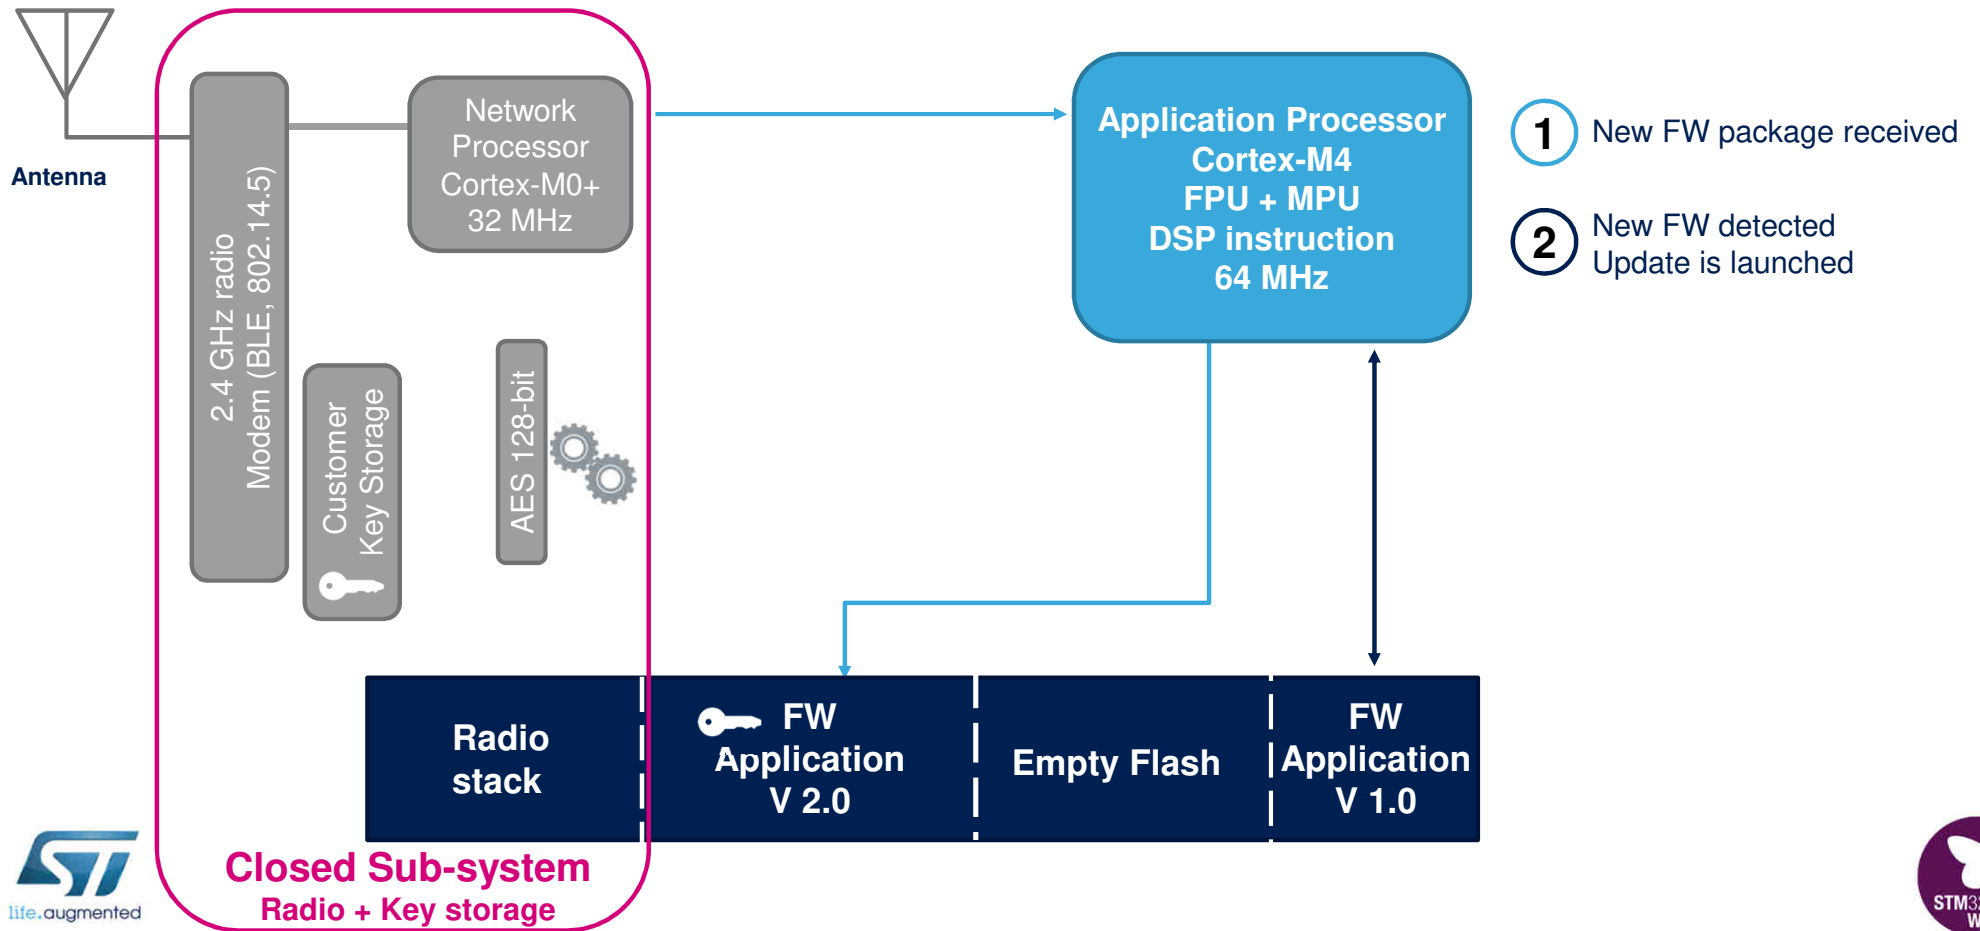 Antenna
2.4 GHz radio
Modem (BLE, 802.14.5)
Network
Processor
Cortex-M0+
32 MHz
Customer
Key Storage
AES 128-bit
Application Processor
Cortex-M4
FPU + MPU
DSP instruction
64 MHz
1
New FW package received
2
New FW detected
Update is launched
Radio
stack
FW
Application
V 2.0
Empty Flash
FW
Application
V 1.0
Closed Sub-system
Radio + Key storage
ST
life.augmented
STM32
W